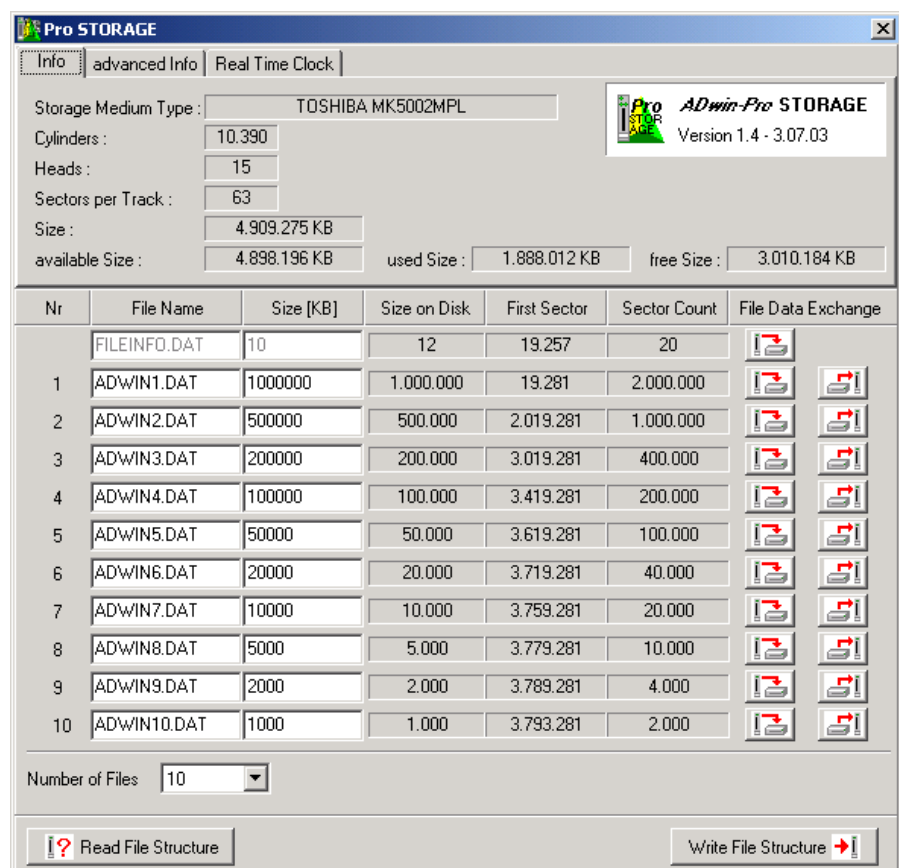 Pro STORAGE
Info advanced Info Real Time Clock
Storage Medium Type : TOSHIBA MK5002MPL
Pro STORAGE ADwin-Pro STORAGE
Version 1.4 - 3.07.03
Cylinders : 10.390
Heads : 15
Sectors per Track : 63
Size : 4.909.275 KB
available Size : 4.898.196 KB used Size : 1.888.012 KB free Size : 3.010.184 KB
Nr File Name Size [KB] Size on Disk First Sector Sector Count File Data Exchange
FILEINFO.DAT 10 12 19.257 20
1 ADWIN1.DAT 1000000 1.000.000 19.281 2.000.000
2 ADWIN2.DAT 500000 500.000 2.019.281 1.000.000
3 ADWIN3.DAT 200000 200.000 3.019.281 400.000
4 ADWIN4.DAT 100000 100.000 3.419.281 200.000
5 ADWIN5.DAT 50000 50.000 3.619.281 100.000
6 ADWIN6.DAT 20000 20.000 3.719.281 40.000
7 ADWIN7.DAT 10000 10.000 3.759.281 20.000
8 ADWIN8.DAT 5000 5.000 3.779.281 10.000
9 ADWIN9.DAT 2000 2.000 3.789.281 4.000
10 ADWIN10.DAT 1000 1.000 3.793.281 2.000
Number of Files 10
? Read File Structure Write File Structure